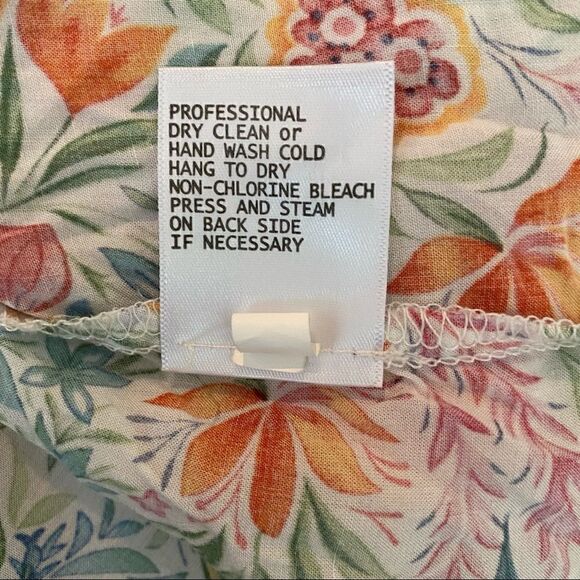 PROFESSIONAL
DRY CLEAN or
HAND WASH COLD
HANG TO DRY
NON-CHLORINE BLEACH
PRESS AND STEAM
ON BACK SIDE
IF NECESSARY